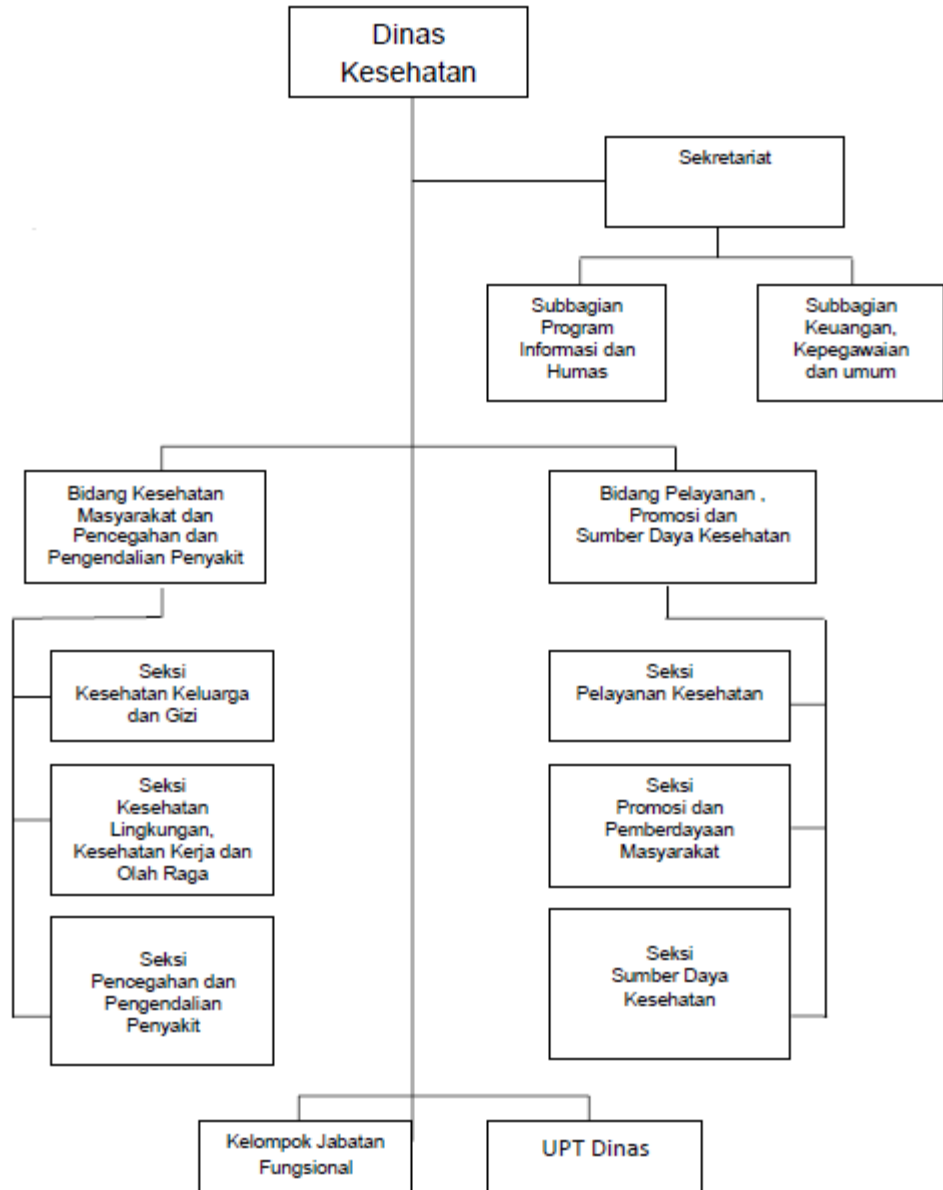 Dinas
Kesehatan
Sekretariat
Subbagian
Program
Informasi dan
Humas
Subbagian
Keuangan,
Kepegawaian
dan umum
Bidang Kesehatan
Masyarakat dan
Pencegahan dan
Pengendalian Penyakit
Bidang Pelayanan ,
Promosi dan
Sumber Daya Kesehatan
Seksi
Kesehatan Keluarga
dan Gizi
Seksi
Kesehatan
Lingkungan,
Kesehatan Kerja dan
Olah Raga
Seksi
Pencegahan dan
Pengendalian
Penyakit
Seksi
Pelayanan Kesehatan
Seksi
Promosi dan
Pemberdayaan
Masyarakat
Seksi
Sumber Daya
Kesehatan
Kelompok Jabatan
Fungsional
UPT Dinas